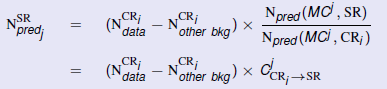 N^{SR}_{pred_j} = (N^{CR_j}_{data} − N^{CR_j}_{other bkg}) × \frac{N_{pred}(MC^j, SR)}{N_{pred}(MC^j, CR_j)}
= (N^{CR_j}_{data} − N^{CR_j}_{other bkg}) × C^j_{CR_j→SR}